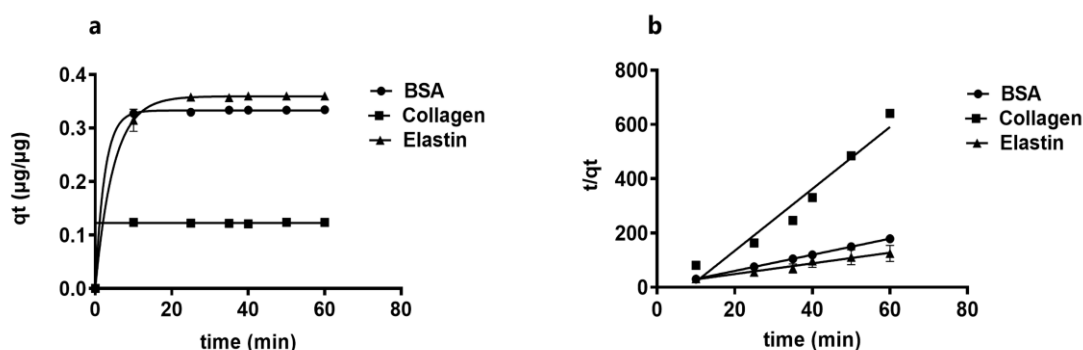 a
qt (µg/µg)
0.4
0.3
0.2
0.1
0.0
0 20 40 60 80
time (min)
BSA
Collagen
Elastin
b
t/qt
800
600
400
200
0
20 40 60 80
time (min)
BSA
Collagen
Elastin